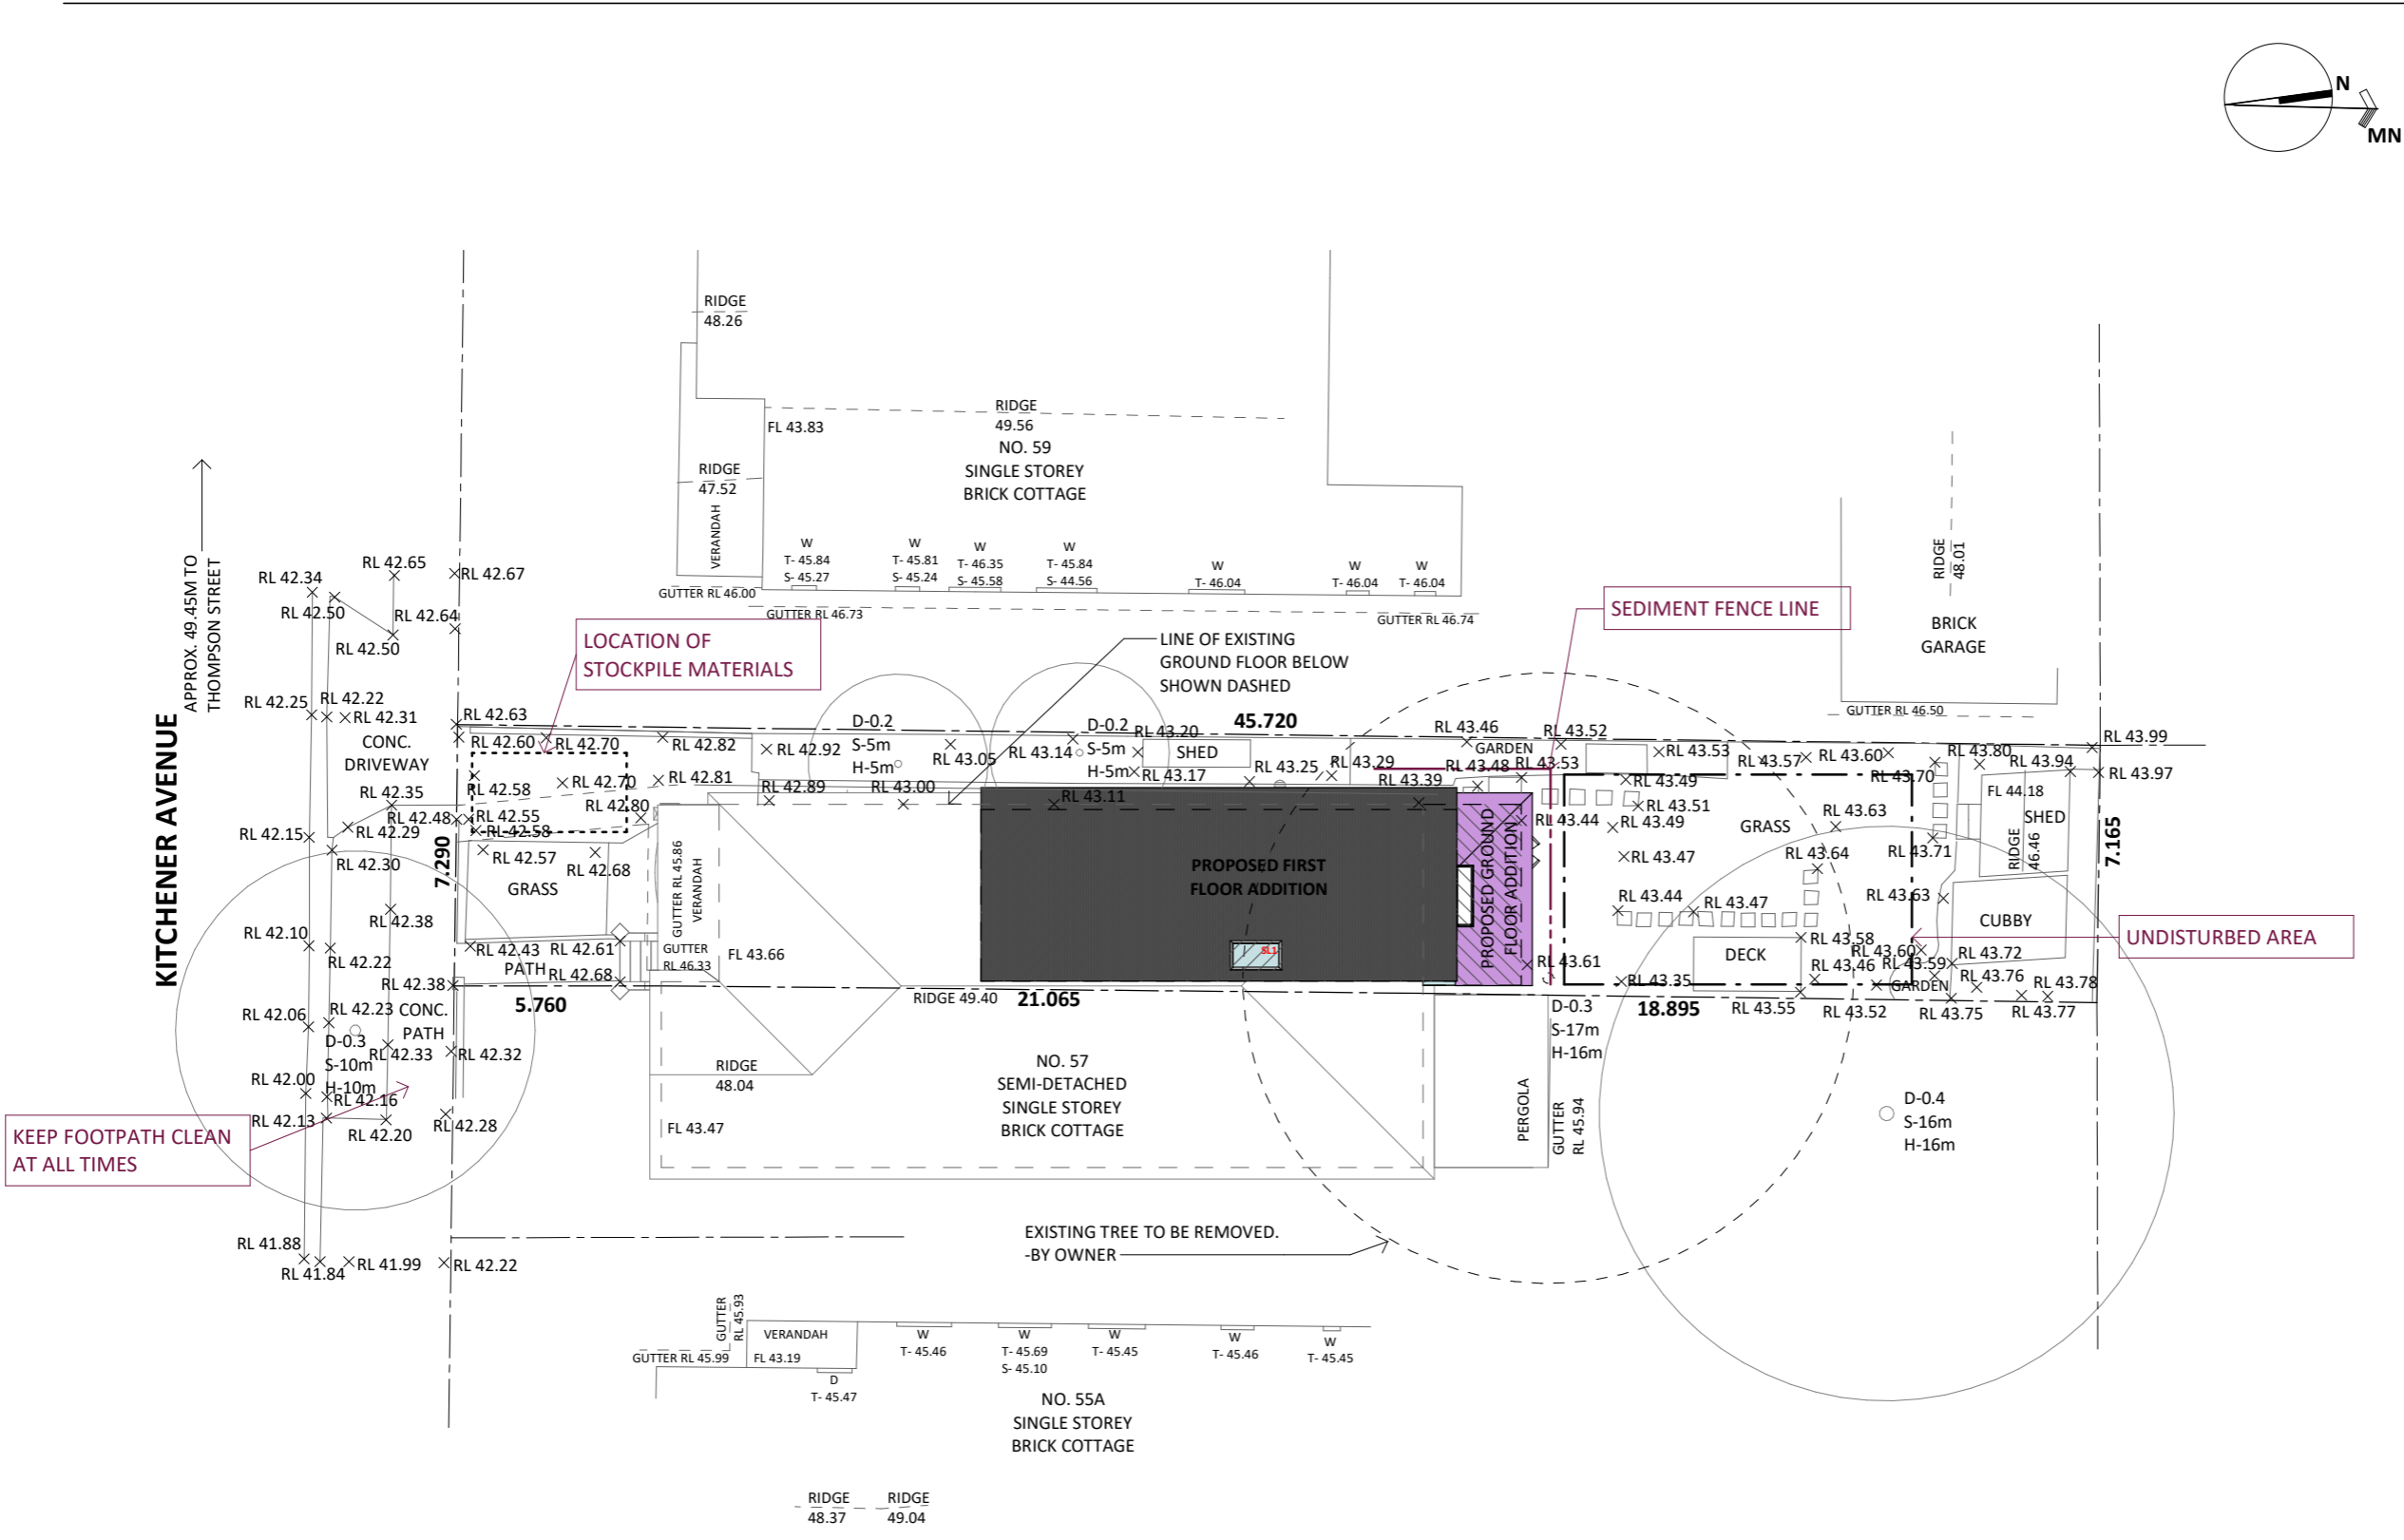 N
MN
RIDGE
48.26
RIDGE
49.56
FL 43.83
NO. 59
SINGLE STOREY
BRICK COTTAGE
RIDGE
47.52
VERANDAH
W
T- 45.84
S- 45.27
W
T- 45.81
S- 45.24
W
T- 46.35
S- 45.58
W
T- 45.84
S- 44.56
W
T- 46.04
W
T- 46.04
W
T- 46.04
GUTTER RL 46.00
GUTTER RL 46.73
GUTTER RL 46.74
RIDGE
48.01
BRICK
GARAGE
GUTTER RL 46.50
SEDIMENT FENCE LINE
LOCATION OF
STOCKPILE MATERIALS
LINE OF EXISTING
GROUND FLOOR BELOW
SHOWN DASHED
KITCHENER AVENUE
APPROX. 49.45M TO
THOMPSON STREET
RL 42.34
RL 42.65
RL 42.67
RL 42.50
RL 42.64
RL 42.50
RL 42.25
RL 42.22
RL 42.31
RL 42.63
CONC.
DRIVEWAY
RL 42.60
RL 42.70
RL 42.82
RL 42.92
D-0.2
S-5m
H-5m
RL 43.05
RL 43.14
D-0.2
S-5m
H-5m
RL 43.20
SHED
RL 43.17
45.720
RL 43.25
RL 43.29
RL 43.39
RL 43.46
GARDEN
RL 43.48
RL 43.53
RL 43.52
RL 43.53
RL 43.57
RL 43.60
RL 43.70
RL 43.80
RL 43.94
RL 43.99
RL 43.97
RL 42.58
RL 42.70
RL 42.81
RL 42.80
RL 42.89
RL 43.00
RL 43.11
RL 42.35
RL 42.48
RL 42.55
RL 42.58
RL 42.15
RL 42.29
RL 42.30
RL 42.57
RL 42.68
GRASS
7.290
RL 42.38
RL 42.10
RL 42.22
RL 42.43
PATH
RL 42.61
RL 42.68
RL 42.38
GUTTER RL 45.86
VERANDAH
GUTTER
RL 46.33
FL 43.66
PROPOSED FIRST
FLOOR ADDITION
SL1
PROPOSED GROUND
FLOOR ADDITION
RL 43.44
RL 43.61
RL 43.49
RL 43.51
RL 43.49
RL 43.47
RL 43.44
RL 43.47
GRASS
RL 43.63
RL 43.64
RL 43.71
RL 43.63
FL 44.18
SHED
RIDGE
46.46
7.165
CUBBY
UNDISTURBED AREA
DECK
RL 43.58
RL 43.46
RL 43.60
RL 43.59
RL 43.72
RL 43.76
RL 43.78
GARDEN
RL 43.35
RL 43.55
RL 43.52
RL 43.75
RL 43.77
5.760
RIDGE 49.40
21.065
18.895
D-0.3
S-17m
H-16m
RL 42.06
RL 42.23
CONC.
PATH
D-0.3
S-10m
H-10m
RL 42.33
RL 42.32
RL 42.00
RL 42.16
RL 42.13
RL 42.20
RL 42.28
KEEP FOOTPATH CLEAN
AT ALL TIMES
RIDGE
48.04
FL 43.47
NO. 57
SEMI-DETACHED
SINGLE STOREY
BRICK COTTAGE
PERGOLA
GUTTER
RL 45.94
D-0.4
S-16m
H-16m
RL 41.88
RL 41.84
RL 41.99
RL 42.22
EXISTING TREE TO BE REMOVED.
-BY OWNER
GUTTER
RL 45.93
GUTTER RL 45.99
VERANDAH
FL 43.19
D
T- 45.47
W
T- 45.46
W
T- 45.69
S- 45.10
W
T- 45.45
W
T- 45.46
W
T- 45.45
NO. 55A
SINGLE STOREY
BRICK COTTAGE
RIDGE
48.37
RIDGE
49.04